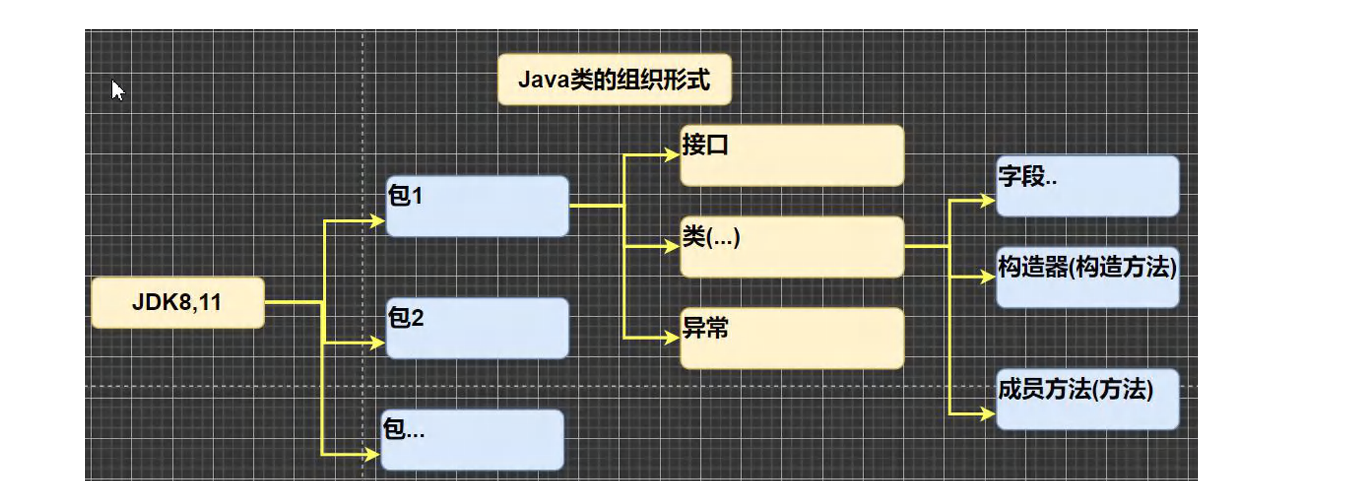 Java类的组织形式
JDK8,11
包1
包2
包...
接口
类(...)
异常
字段..
构造器(构造方法)
成员方法(方法)